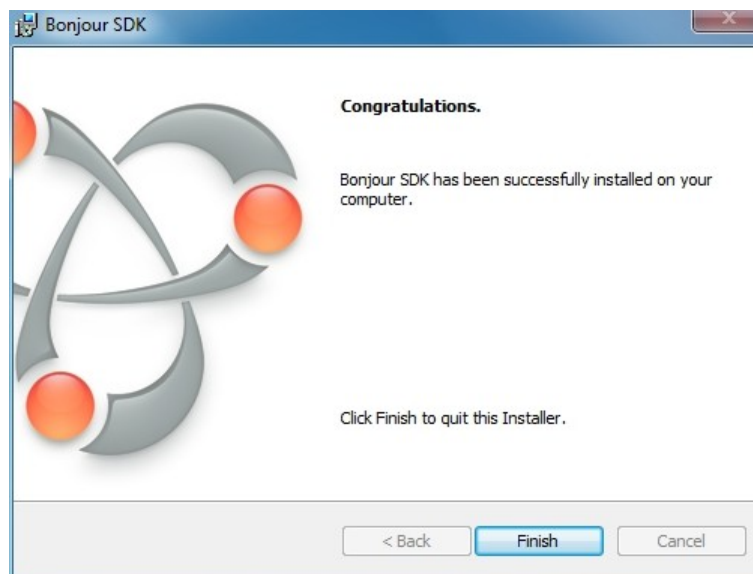 Bonjour SDK
Congratulations.
Bonjour SDK has been successfully installed on your
computer.
Click Finish to quit this Installer.
< Back
Finish
Cancel